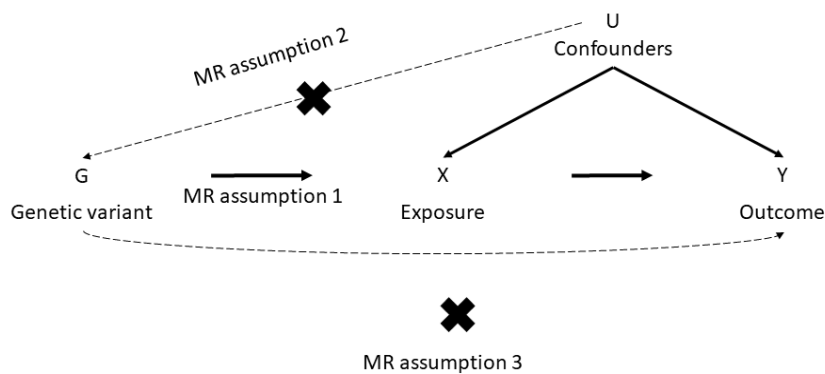 U
Confounders
MR assumption 2
G
X
Y
MR assumption 1
Genetic variant
Exposure
Outcome
MR assumption 3